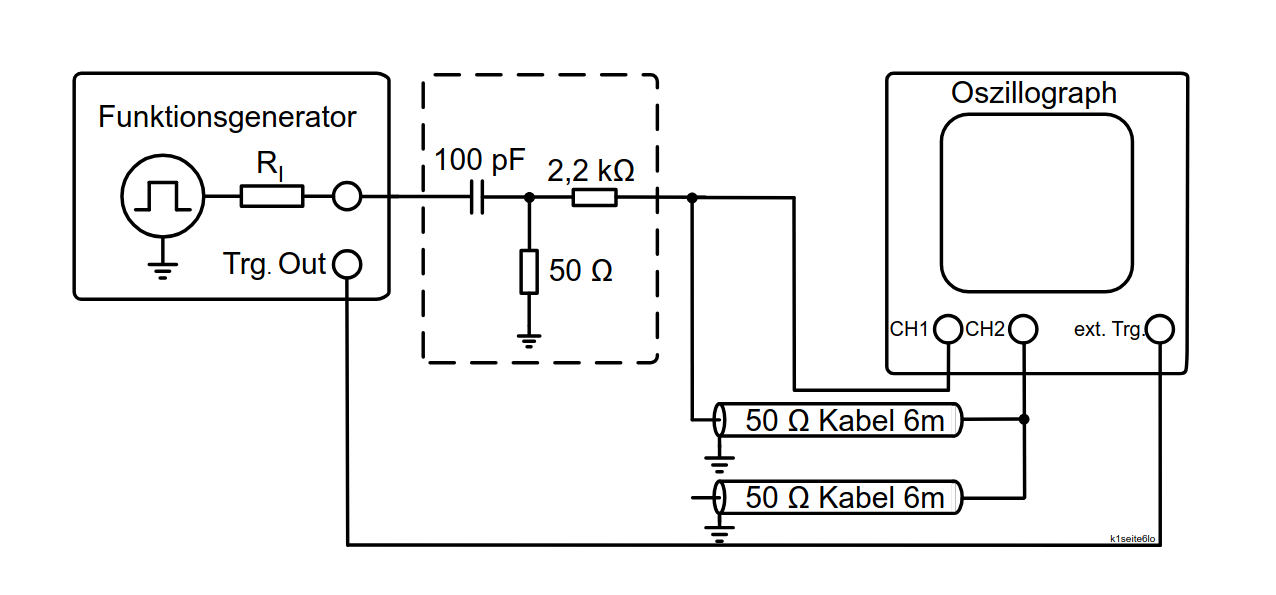 Funktionsgenerator
R_I
Trg. Out
100 pF
2,2 kΩ
50 Ω
Oszillograph
CH1
CH2
ext. Trg.
50 Ω Kabel 6m
50 Ω Kabel 6m
k1seite6lo